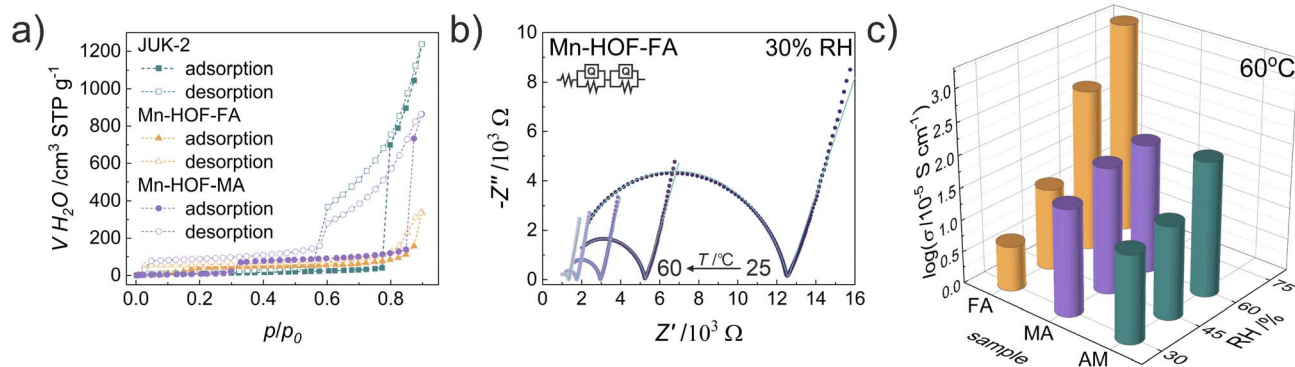 a)
JUK-2
adsorption
desorption
Mn-HOF-FA
adsorption
desorption
Mn-HOF-MA
adsorption
desorption
1200
1000
800
600
400
200
0
V H₂O /cm³ STP g⁻¹
0.0 0.2 0.4 0.6 0.8 1.0
p/p₀
b)
Mn-HOF-FA 30% RH
Q Q
10
8
6
4
2
0
-Z'' /10³ Ω
60 T /°C 25
0 2 4 6 8 10 12 14 16
Z' /10³ Ω
c)
60°C
3.0
2.5
2.0
1.5
1.0
0.5
0.0
log(σ /10⁻⁵ S cm⁻¹)
FA
MA
AM
sample
75
60
45
30
RH /%